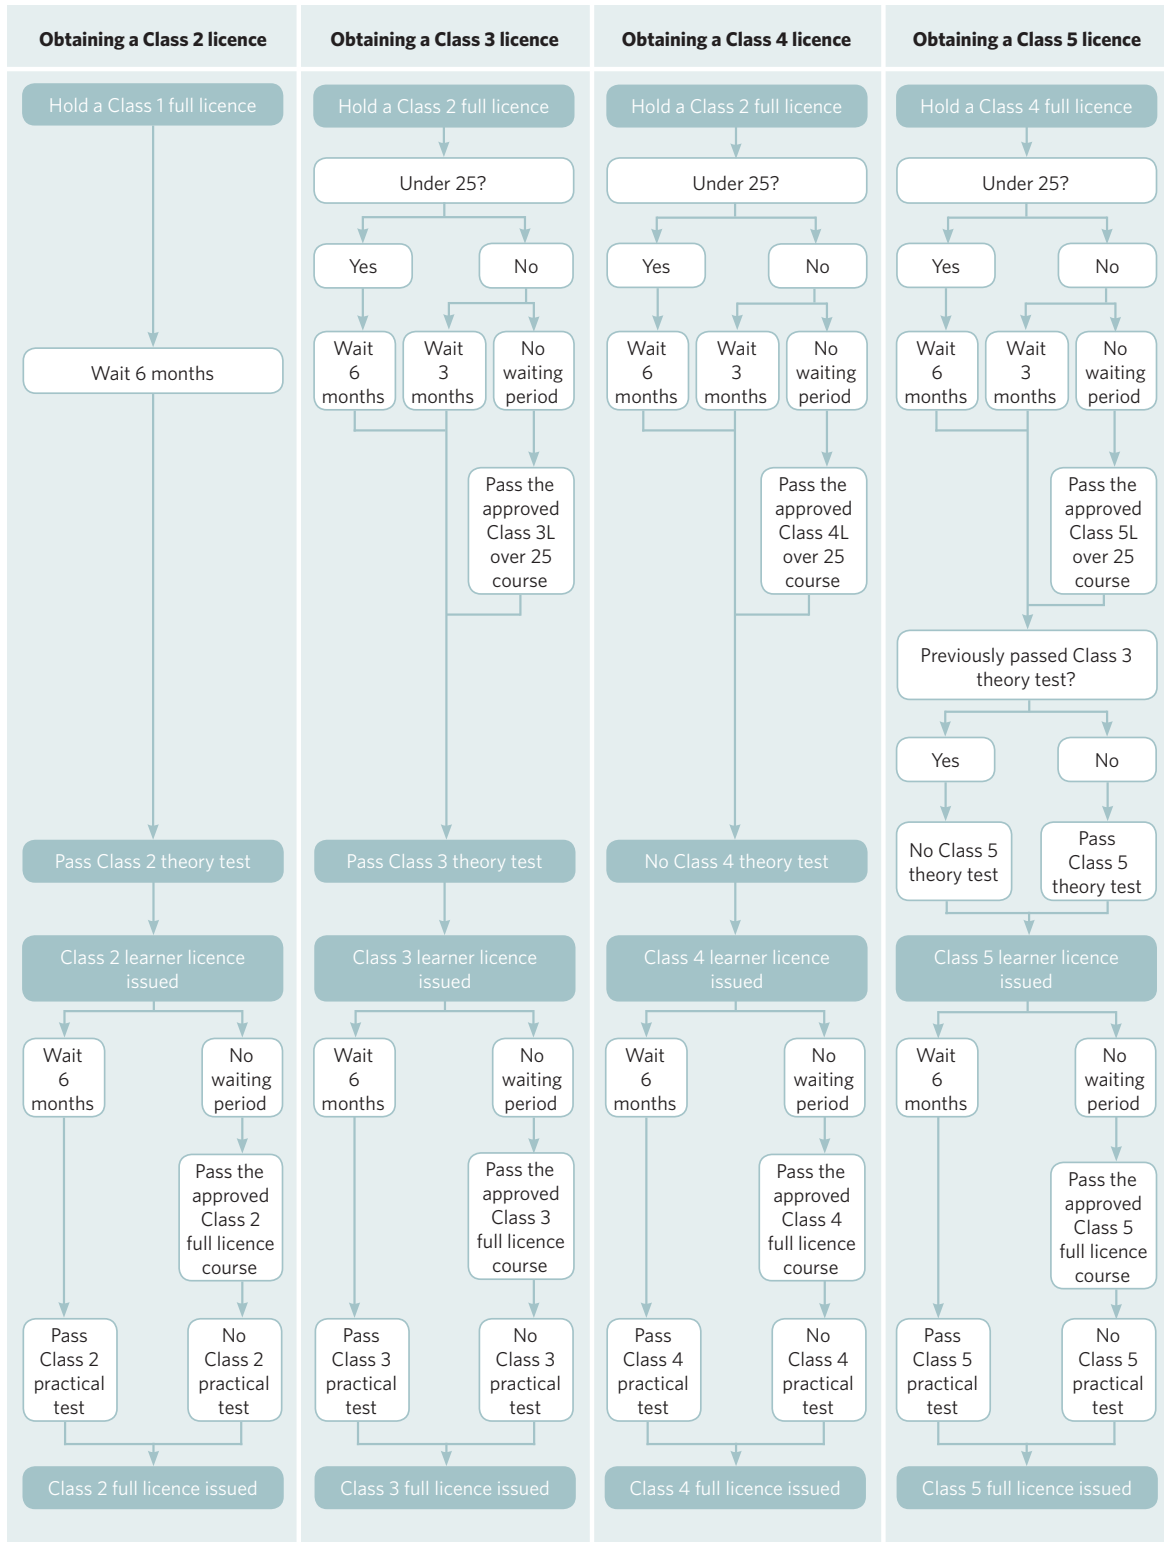 Obtaining a Class 2 licence
Hold a Class 1 full licence
Wait 6 months
Pass Class 2 theory test
Class 2 learner licence
issued
Wait
6
months
No
waiting
period
Pass the
approved
Class 2
full licence
course
Pass
Class 2
practical
test
No
Class 2
practical
test
Class 2 full licence issued
Obtaining a Class 3 licence
Hold a Class 2 full licence
Under 25?
Yes
No
Wait
6
months
Wait
3
months
No
waiting
period
Pass the
approved
Class 3L
over 25
course
Pass Class 3 theory test
Class 3 learner licence
issued
Wait
6
months
No
waiting
period
Pass the
approved
Class 3
full licence
course
Pass
Class 3
practical
test
No
Class 3
practical
test
Class 3 full licence issued
Obtaining a Class 4 licence
Hold a Class 2 full licence
Under 25?
Yes
No
Wait
6
months
Wait
3
months
No
waiting
period
Pass the
approved
Class 4L
over 25
course
No Class 4 theory test
Class 4 learner licence
issued
Wait
6
months
No
waiting
period
Pass the
approved
Class 4
full licence
course
Pass
Class 4
practical
test
No
Class 4
practical
test
Class 4 full licence issued
Obtaining a Class 5 licence
Hold a Class 4 full licence
Under 25?
Yes
No
Wait
6
months
Wait
3
months
No
waiting
period
Pass the
approved
Class 5L
over 25
course
Previously passed Class 3
theory test?
Yes
No
No Class 5
theory test
Pass
Class 5
theory test
Class 5 learner licence
issued
Wait
6
months
No
waiting
period
Pass the
approved
Class 5
full licence
course
Pass
Class 5
practical
test
No
Class 5
practical
test
Class 5 full licence issued